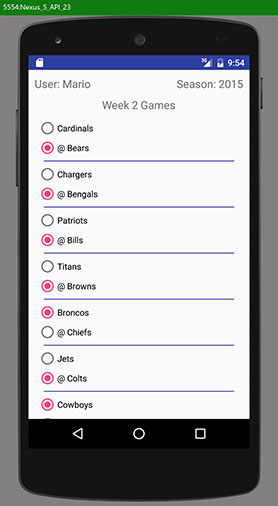 5554:Nexus_5_API_23
3G 9:54
User: Mario Season: 2015
Week 2 Games
Cardinals
@ Bears
Chargers
@ Bengals
Patriots
@ Bills
Titans
@ Browns
Broncos
@ Chiefs
Jets
@ Colts
Cowboys